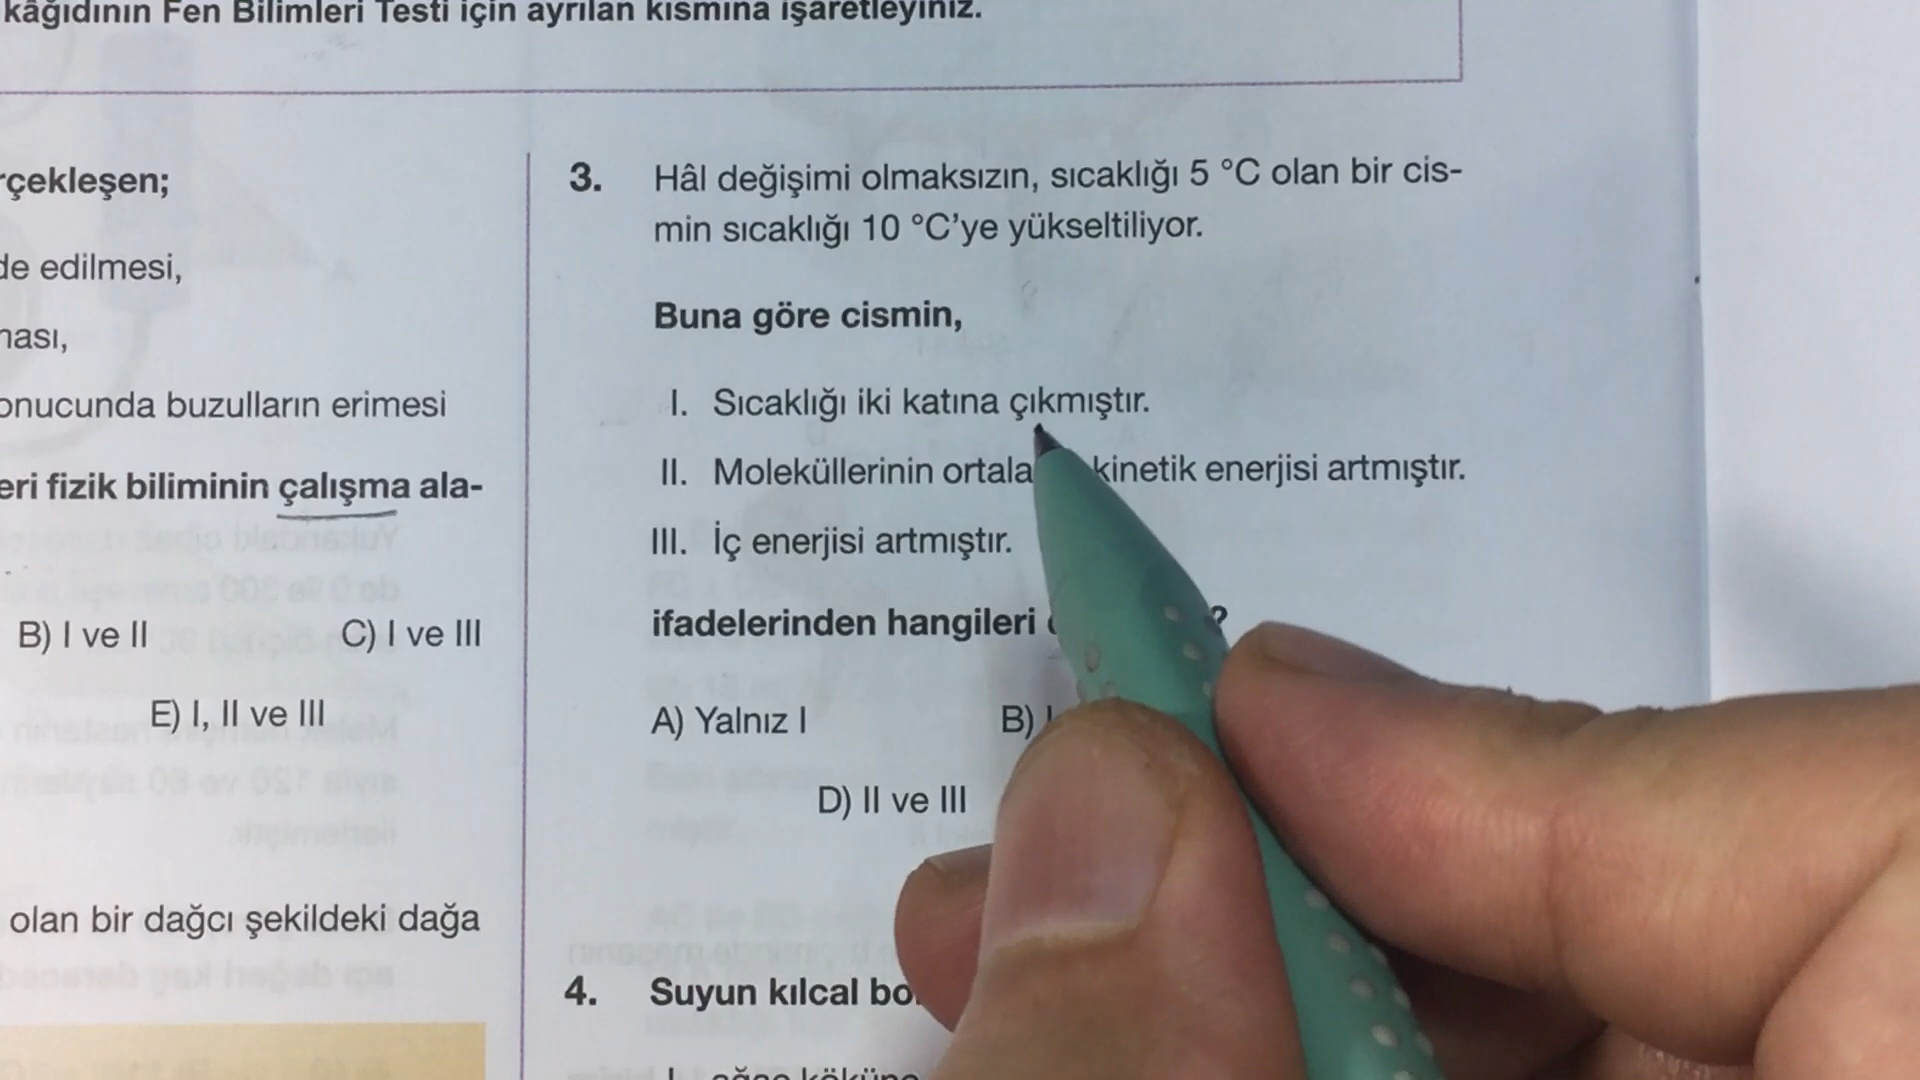 kâğıdının Fen Bilimleri Testi için ayrılan kısmına işaretleyiniz.
rçekleşen;
de edilmesi,
ması,
onucunda buzulların erimesi
eri fizik biliminin çalışma ala-
B) I ve II C) I ve III
E) I, II ve III
olan bir dağcı şekildeki dağa
3. Hâl değişimi olmaksızın, sıcaklığı 5 °C olan bir cis-
min sıcaklığı 10 °C'ye yükseltiliyor.
Buna göre cismin,
I. Sıcaklığı iki katına çıkmıştır.
II. Moleküllerinin ortala kinetik enerjisi artmıştır.
III. İç enerjisi artmıştır.
ifadelerinden hangileri ?
A) Yalnız I B)
D) II ve III
4. Suyun kılcal bo
I. ağaç köküne